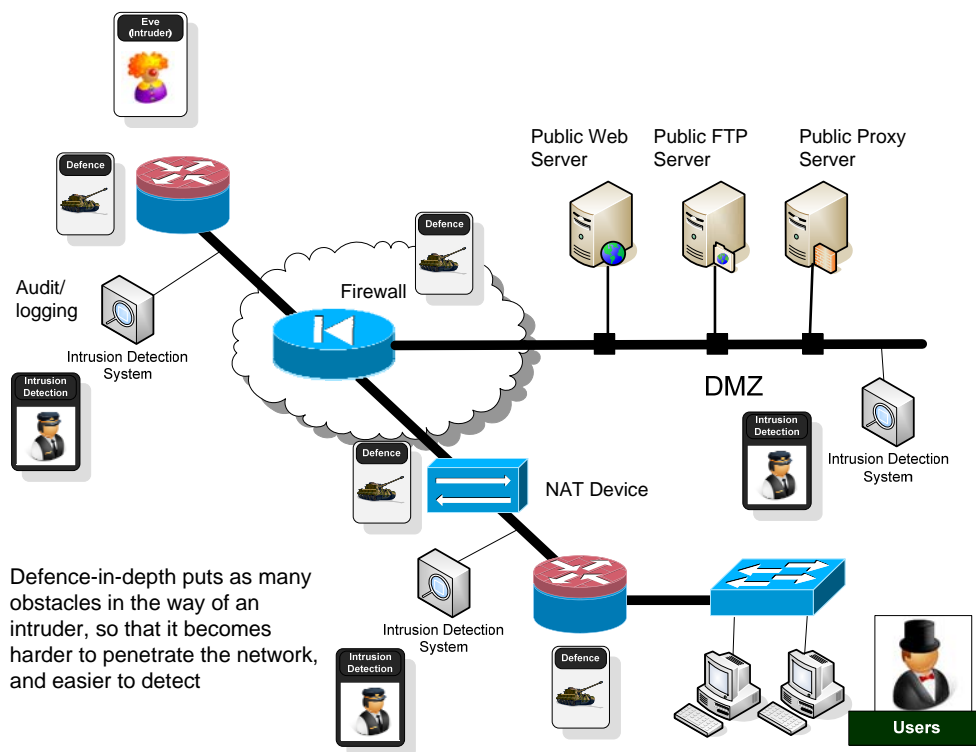 Eve
(Intruder)
Defence
Public Web
Server
Public FTP
Server
Public Proxy
Server
Defence
Firewall
Audit/
logging
Intrusion Detection
System
Intrusion
Detection
DMZ
Intrusion
Detection
Intrusion Detection
System
Defence
NAT Device
Defence-in-depth puts as many
obstacles in the way of an
intruder, so that it becomes
harder to penetrate the network,
and easier to detect
Intrusion Detection
System
Intrusion
Detection
Defence
Users